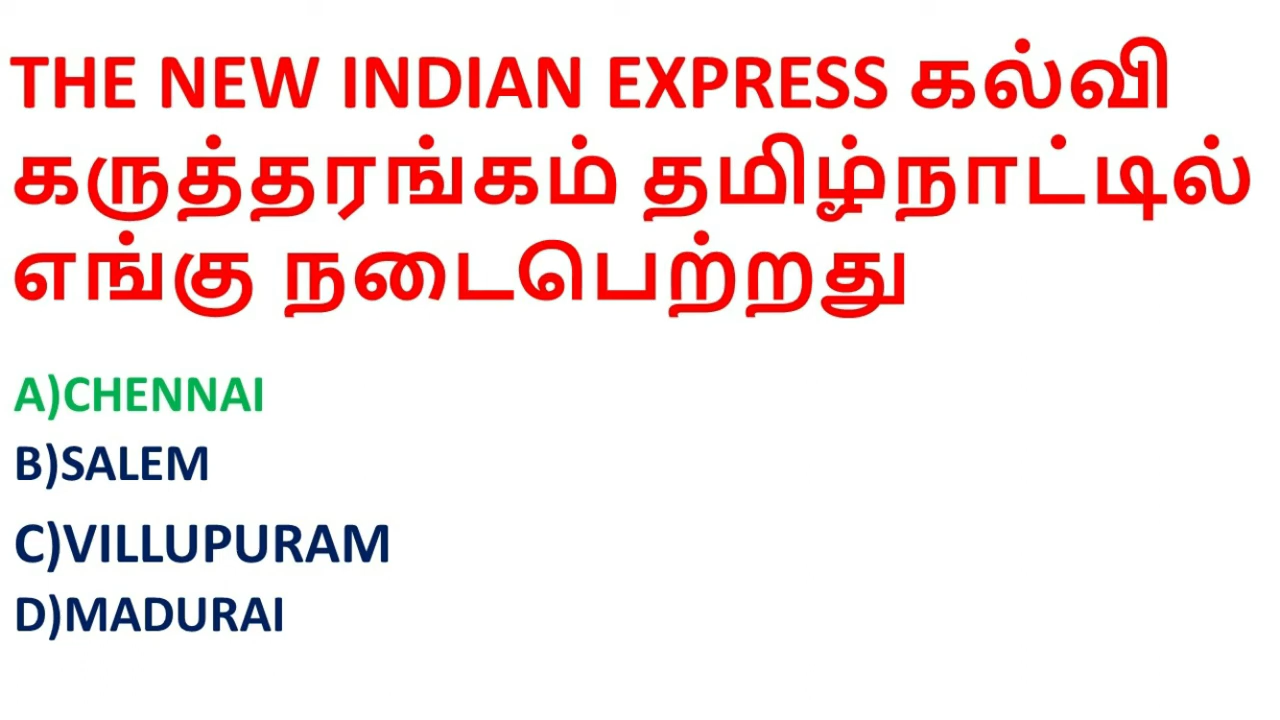 THE NEW INDIAN EXPRESS கல்வி
கருத்தரங்கம் தமிழ்நாட்டில்
எங்கு நடைபெற்றது
A)CHENNAI
B)SALEM
C)VILLUPURAM
D)MADURAI